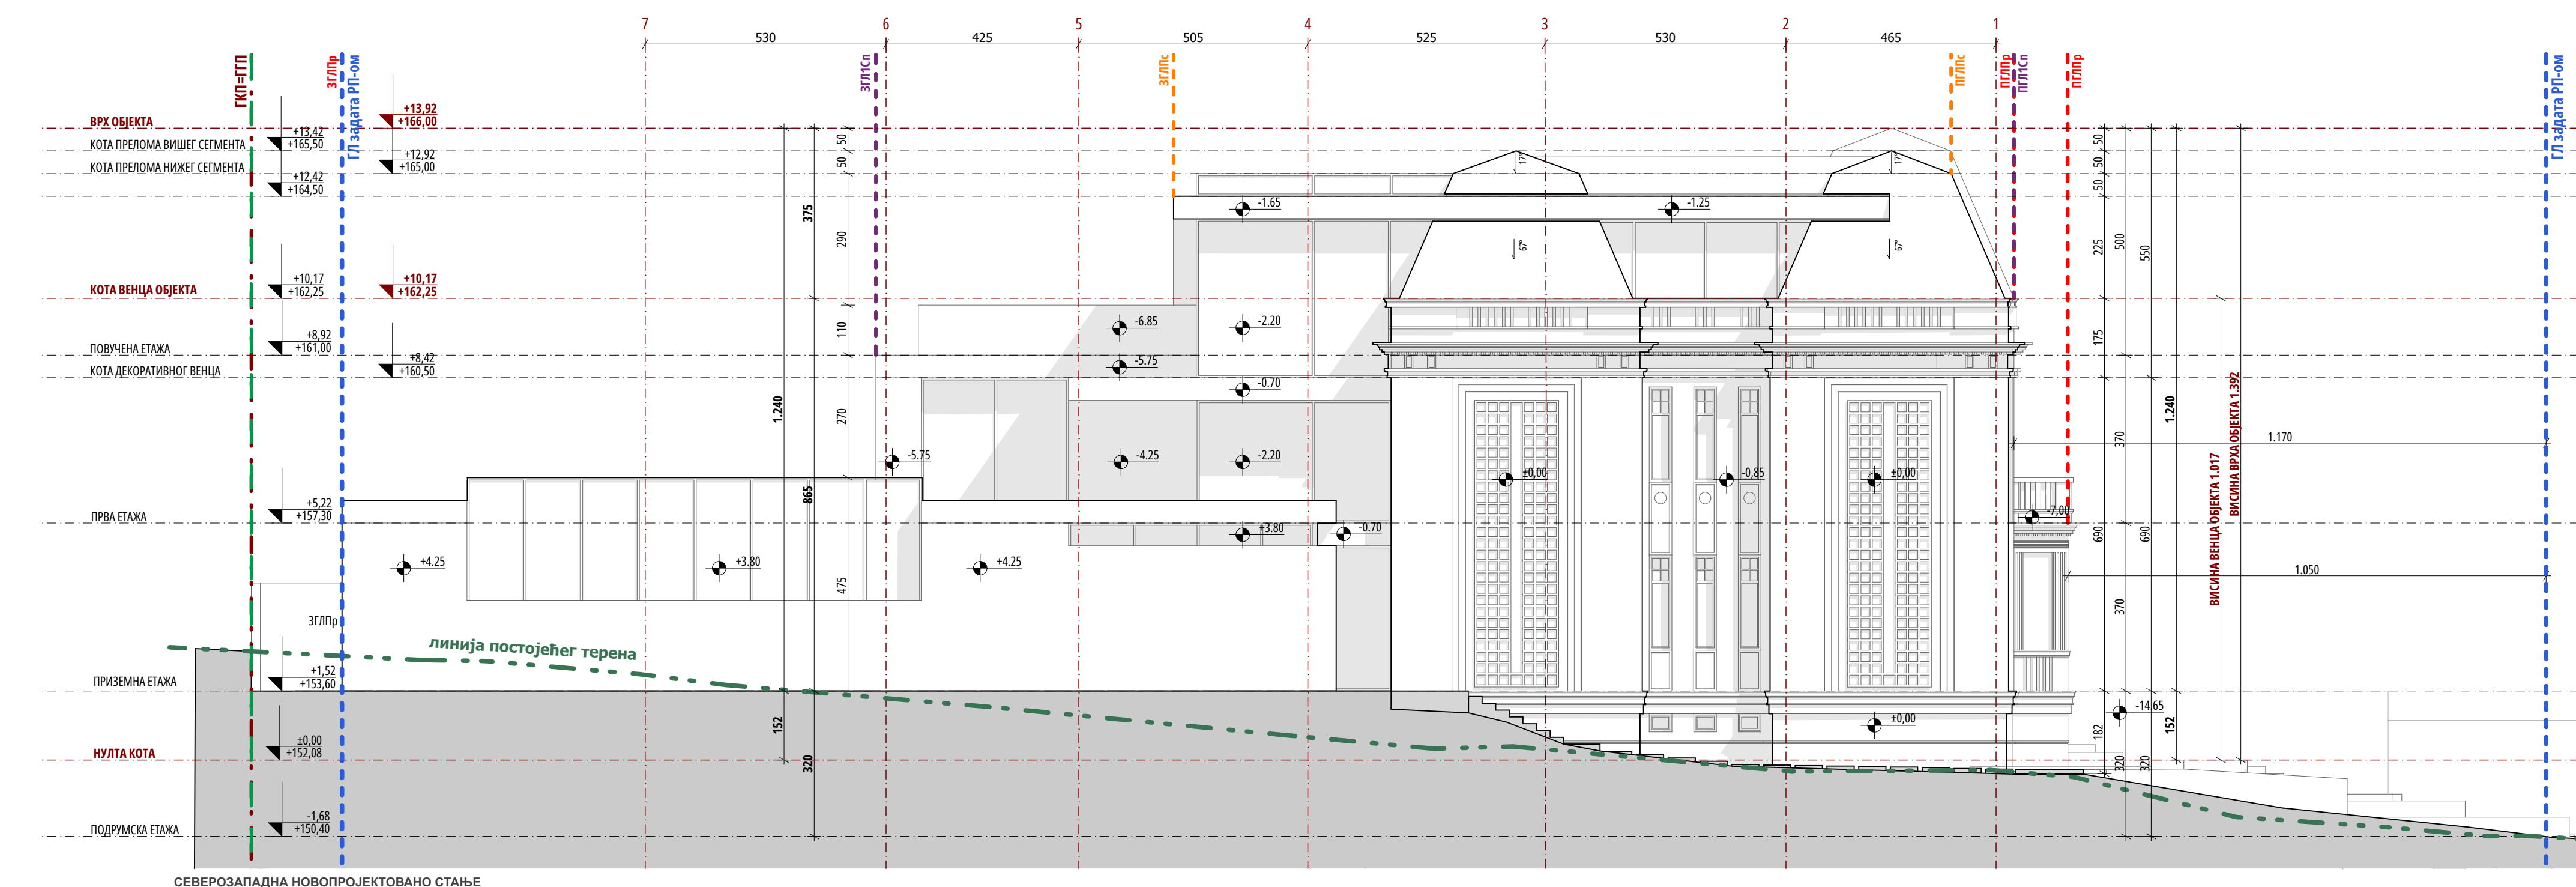 7 6 5 4 3 2 1
530 425 505 525 530 465
ГКП=ГГП
ЗГЛПр
ГЛ задата РП-ом
ЗГЛ1Сп
ЗГЛПс
ПГЛПс
ПГЛПр
ПГЛ1Сп
ПГЛПр
ГЛ задата РП-ом
ВРХ ОБЈЕКТА
+13,92
+166,00
КОТА ПРЕЛОМА ВИШЕГ СЕГМЕНТА
+13,42
+165,50
КОТА ПРЕЛОМА НИЖЕГ СЕГМЕНТА
+12,92
+165,00
+12,42
+164,50
КОТА ВЕНЦА ОБЈЕКТА
+10,17
+162,25
+10,17
+162,25
ПОВУЧЕНА ЕТАЖА
+8,92
+161,00
КОТА ДЕКОРАТИВНОГ ВЕНЦА
+8,42
+160,50
ПРВА ЕТАЖА
+5,22
+157,30
ПРИЗЕМНА ЕТАЖА
+1,52
+153,60
НУЛТА КОТА
±0,00
+152,08
ПОДРУМСКА ЕТАЖА
-1,68
+150,40
ЗГЛПр
линија постојећег терена
1.240
152
375
865
320
50
50
290
110
270
475
17°
17°
67°
67°
-1.65
-1.25
-6.85
-2.20
-5.75
-0.70
-5.75
-4.25
-2.20
±0,00
-0,85
±0,00
+3.80
-0.70
-7,00
+4.25
+3.80
+4.25
±0,00
-14.65
50
50
50
225
175
690
182
500
370
370
320
550
690
320
1.240
152
ВИСИНА ВЕНЦА ОБЈЕКТА 1.017
ВИСИНА ВРХА ОБЈЕКТА 1.392
1.170
1.050
СЕВЕРОЗАПАДНА НОВОПРОЈЕКТОВАНО СТАЊЕ